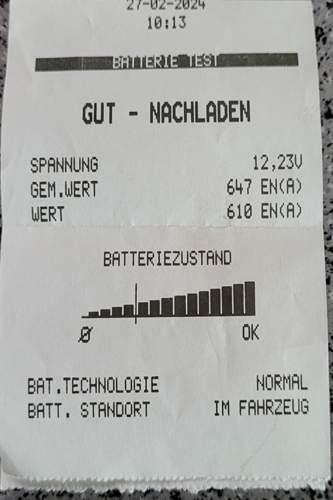 27-02-2024
10:13
BATTERIE TEST
GUT - NACHLADEN
SPANNUNG 12,23V
GEM.WERT 647 EN(A)
WERT 610 EN(A)
BATTERIEZUSTAND
Ø OK
BAT.TECHNOLOGIE NORMAL
BATT. STANDORT IM FAHRZEUG